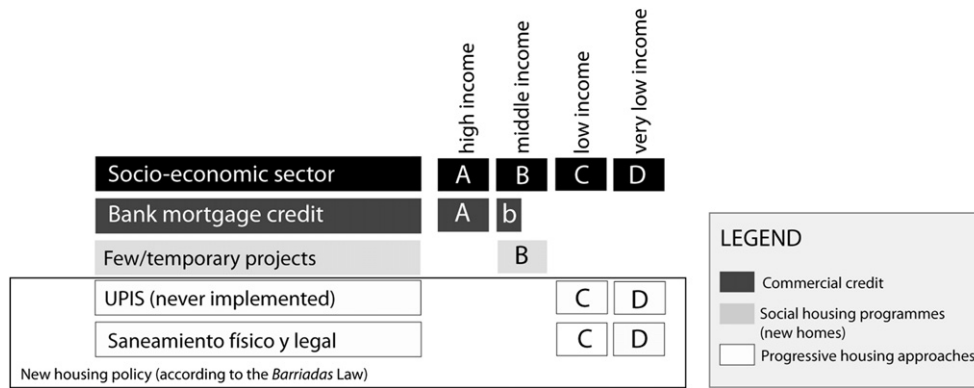 high income
middle income
low income
very low income
Socio-economic sector A B C D
Bank mortgage credit A b
Few/temporary projects B
UPIS (never implemented) C D
Saneamiento físico y legal C D
New housing policy (according to the Barriadas Law)
LEGEND
Commercial credit
Social housing programmes
(new homes)
Progressive housing approaches